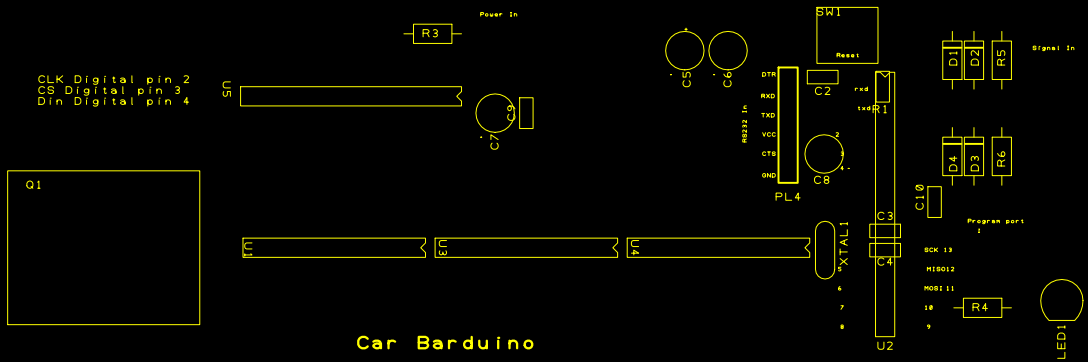 Power In
SW1
R3
Reset
Signal In
D1
D2
R5
C5
C6
CLK Digital pin 2
CS Digital pin 3
Din Digital pin 4
U5
DTR
RXD
TXD
VCC
CTS
GND
RS232 In
PL4
C2
rxd
txd
R1
C9
C7
2
3
4
C8
D4
D3
R6
Q1
C10
C3
C4
Program port
1
U1
U3
U4
XTAL1
SCK 13
MISO12
MOSI 11
10
9
5
6
7
8
R4
LED1
U2
Car Barduino